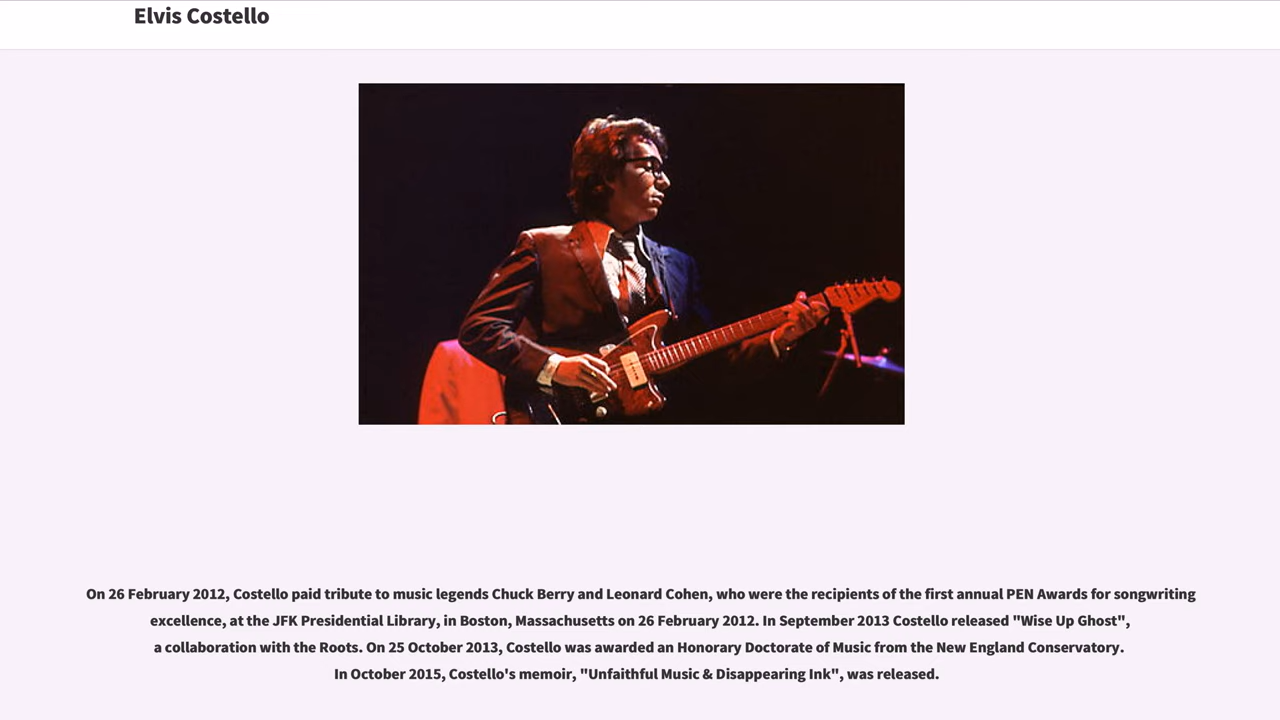 Elvis Costello
On 26 February 2012, Costello paid tribute to music legends Chuck Berry and Leonard Cohen, who were the recipients of the first annual PEN Awards for songwriting
excellence, at the JFK Presidential Library, in Boston, Massachusetts on 26 February 2012. In September 2013 Costello released "Wise Up Ghost",
a collaboration with the Roots. On 25 October 2013, Costello was awarded an Honorary Doctorate of Music from the New England Conservatory.
In October 2015, Costello's memoir, "Unfaithful Music & Disappearing Ink", was released.